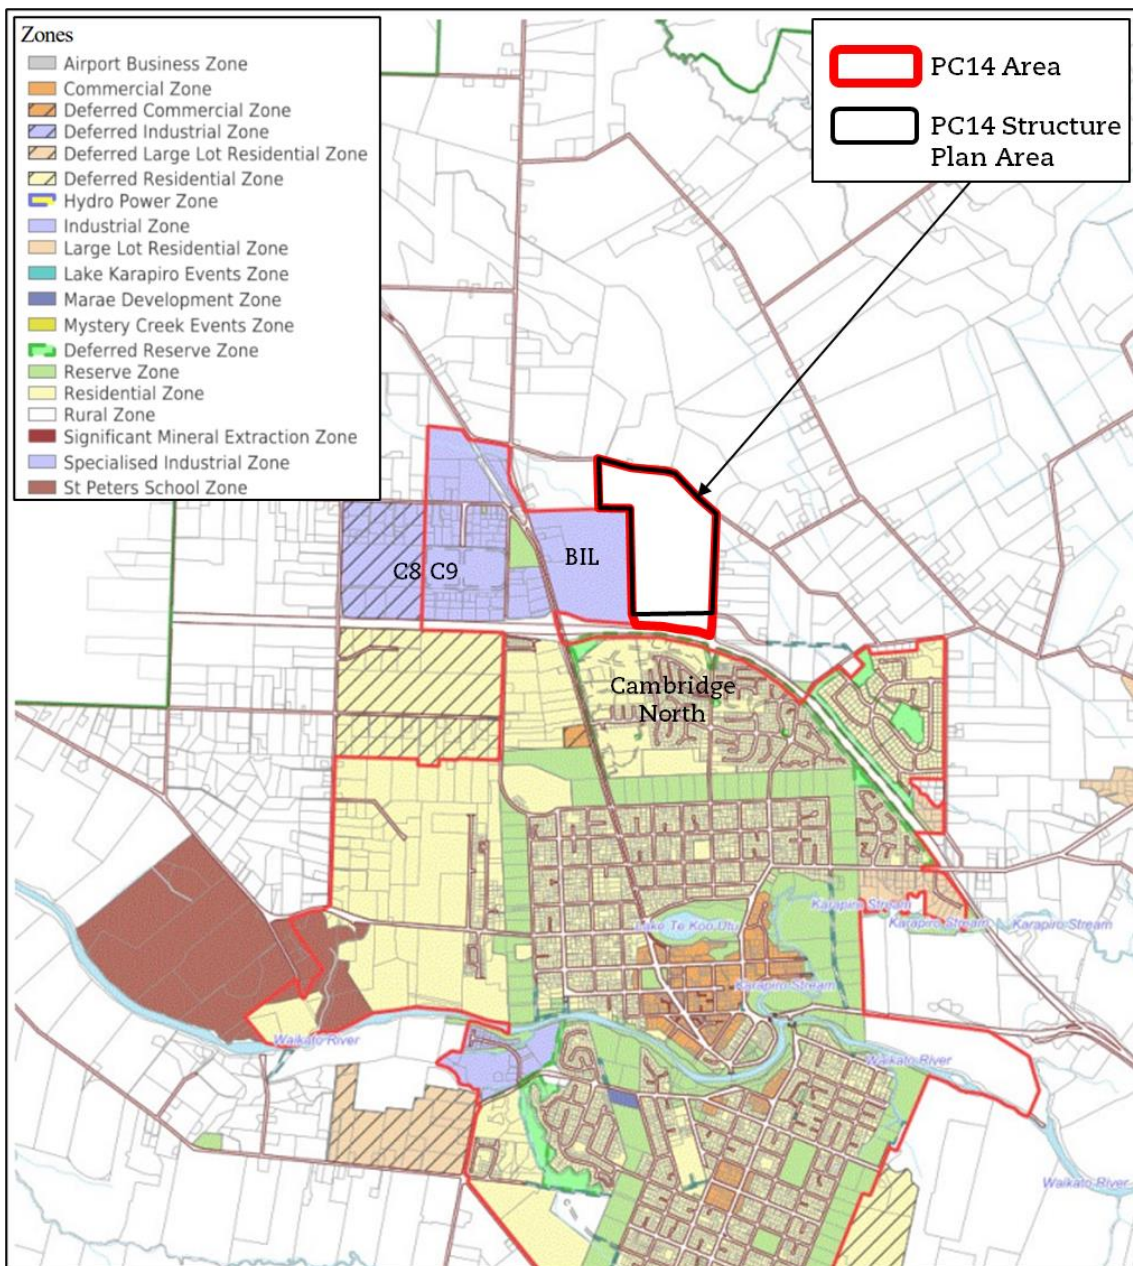 Zones
Airport Business Zone
Commercial Zone
Deferred Commercial Zone
Deferred Industrial Zone
Deferred Large Lot Residential Zone
Deferred Residential Zone
Hydro Power Zone
Industrial Zone
Large Lot Residential Zone
Lake Karapiro Events Zone
Marae Development Zone
Mystery Creek Events Zone
Deferred Reserve Zone
Reserve Zone
Residential Zone
Rural Zone
Significant Mineral Extraction Zone
Specialised Industrial Zone
St Peters School Zone
PC14 Area
PC14 Structure
Plan Area
BIL
C8 C9
Cambridge
North
Karapiro Stream
Lake Te Koo Utu
Karapiro Stream
Karapiro Stream
Karapiro Stream
Waikato River
Waikato River
Waikato River